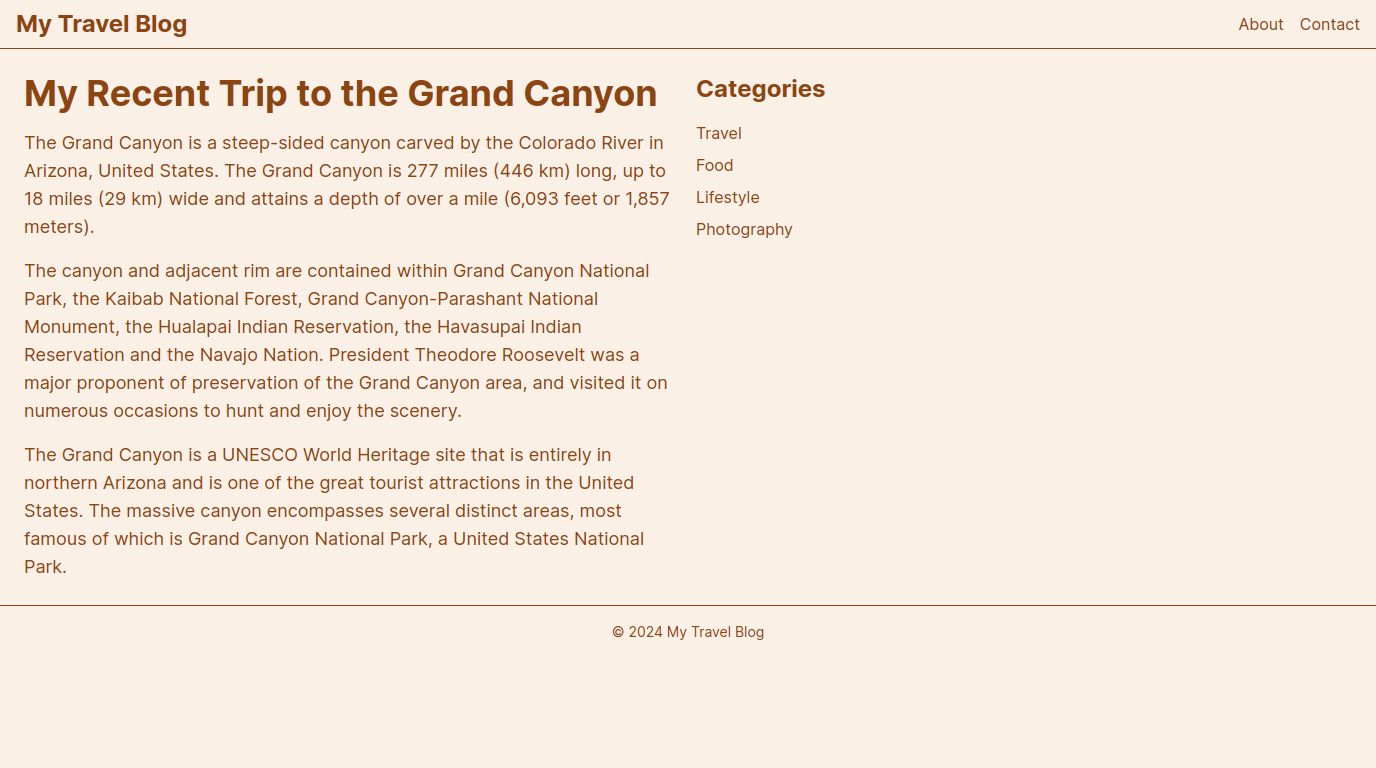 My Travel Blog
About
Contact
My Recent Trip to the Grand Canyon
The Grand Canyon is a steep-sided canyon carved by the Colorado River in
Arizona, United States. The Grand Canyon is 277 miles (446 km) long, up to
18 miles (29 km) wide and attains a depth of over a mile (6,093 feet or 1,857
meters).
The canyon and adjacent rim are contained within Grand Canyon National
Park, the Kaibab National Forest, Grand Canyon-Parashant National
Monument, the Hualapai Indian Reservation, the Havasupai Indian
Reservation and the Navajo Nation. President Theodore Roosevelt was a
major proponent of preservation of the Grand Canyon area, and visited it on
numerous occasions to hunt and enjoy the scenery.
The Grand Canyon is a UNESCO World Heritage site that is entirely in
northern Arizona and is one of the great tourist attractions in the United
States. The massive canyon encompasses several distinct areas, most
famous of which is Grand Canyon National Park, a United States National
Park.
Categories
Travel
Food
Lifestyle
Photography
© 2024 My Travel Blog